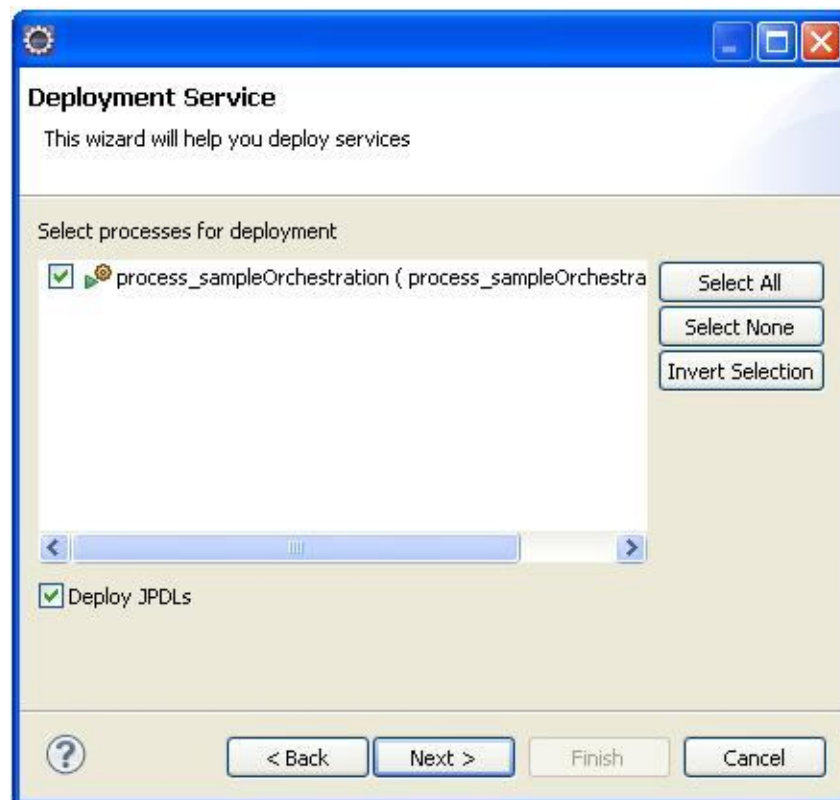 Deployment Service
This wizard will help you deploy services
Select processes for deployment
process_sampleOrchestration ( process_sampleOrchestra
Select All
Select None
Invert Selection
Deploy JPDLs
?
< Back
Next >
Finish
Cancel